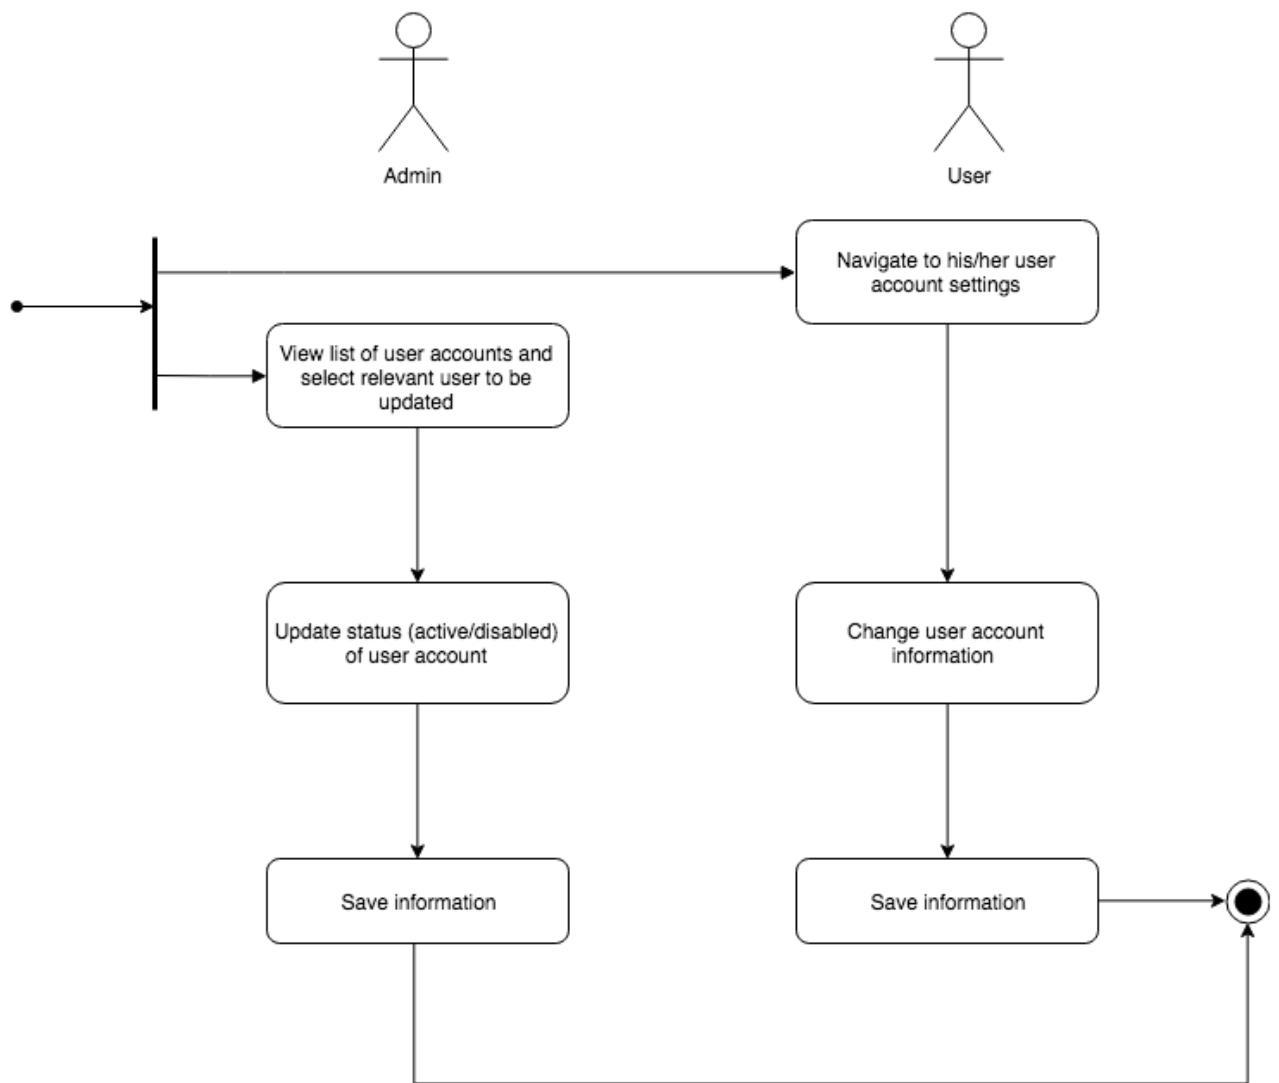 Admin
User
Navigate to his/her user
account settings
View list of user accounts and
select relevant user to be
updated
Update status (active/disabled)
of user account
Change user account
information
Save information
Save information